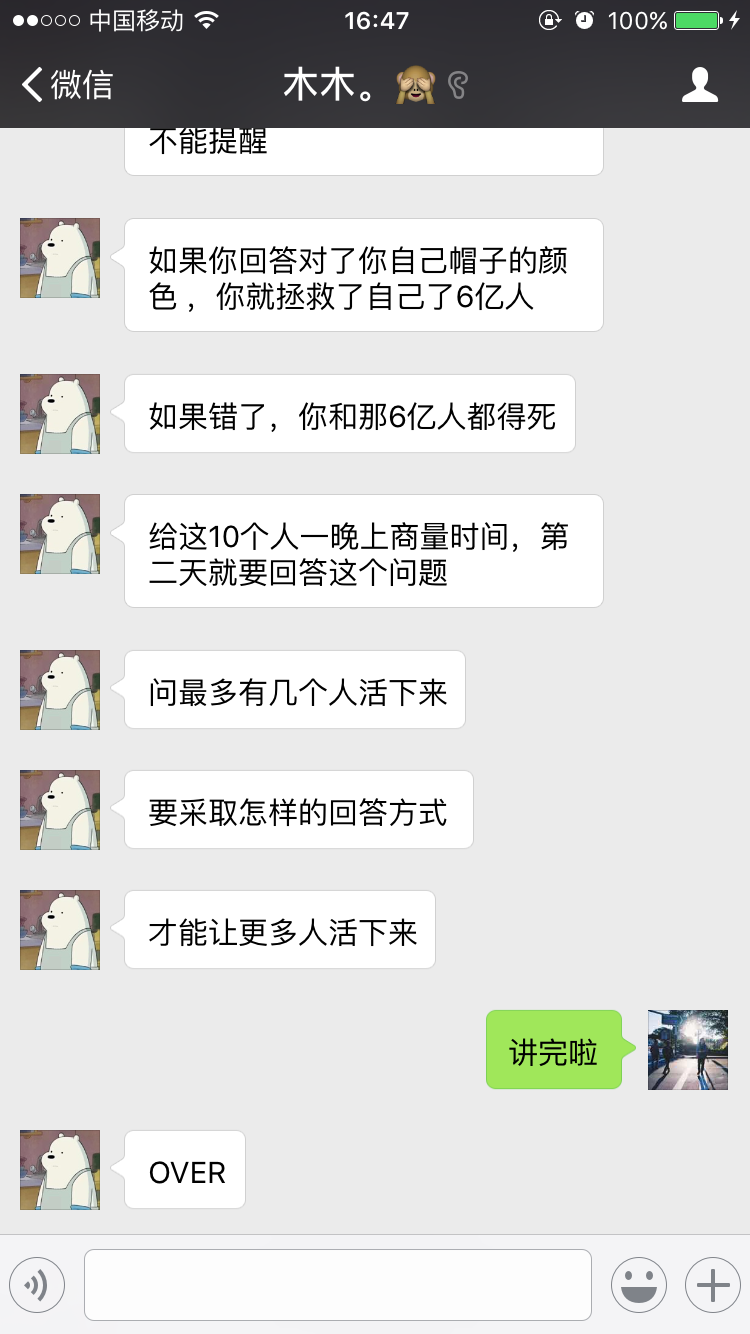 中国移动
16:47
100%
微信
木木。🙈
不能提醒
如果你回答对了你自己帽子的颜
色，你就拯救了自己了6亿人
如果错了，你和那6亿人都得死
给这10个人一晚上商量时间，第
二天就要回答这个问题
问最多有几个人活下来
要采取怎样的回答方式
才能让更多人活下来
讲完啦
OVER